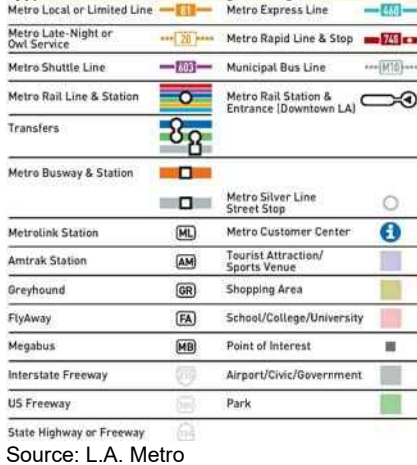 Metro Local or Limited Line 81 Metro Express Line 460
Metro Late-Night or
Owl Service 20 Metro Rapid Line & Stop 740
Metro Shuttle Line 603 Municipal Bus Line M10
Metro Rail Line & Station Metro Rail Station &
Entrance (Downtown LA)
Transfers
Metro Busway & Station
Metro Silver Line
Street Stop
Metrolink Station ML Metro Customer Center i
Amtrak Station AM Tourist Attraction/
Sports Venue
Greyhound GR Shopping Area
FlyAway FA School/College/University
Megabus MB Point of Interest
Interstate Freeway Airport/Civic/Government
US Freeway Park
State Highway or Freeway
Source: L.A. Metro